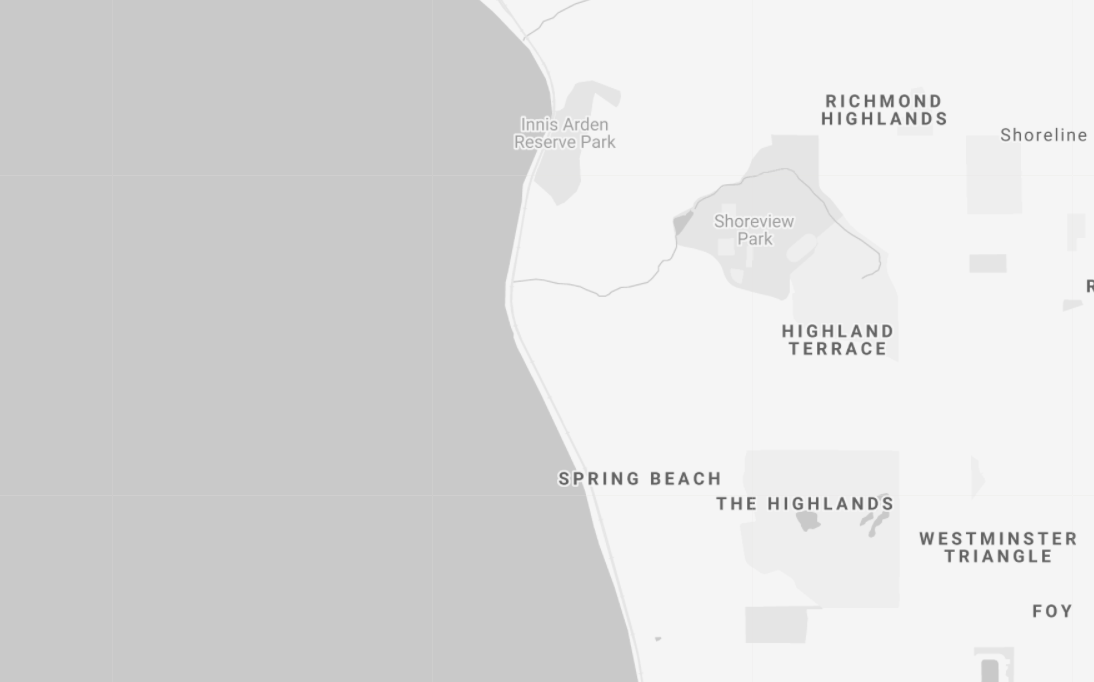 RICHMOND
HIGHLANDS
Innis Arden
Reserve Park
Shoreline
Shoreview
Park
R
HIGHLAND
TERRACE
SPRING BEACH
THE HIGHLANDS
WESTMINSTER
TRIANGLE
FOY